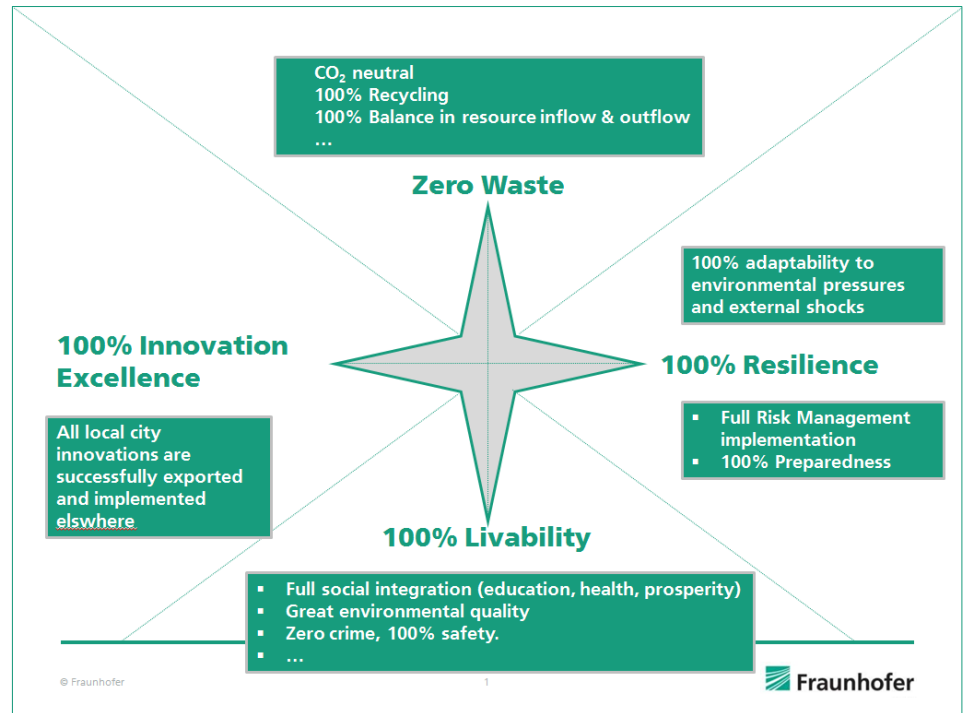 CO₂ neutral
100% Recycling
100% Balance in resource inflow & outflow
...
Zero Waste
100% adaptability to
environmental pressures
and external shocks
100% Innovation
Excellence
100% Resilience
All local city
innovations are
successfully exported
and implemented
elswhere
▪ Full Risk Management
implementation
▪ 100% Preparedness
100% Livability
▪ Full social integration (education, health, prosperity)
▪ Great environmental quality
▪ Zero crime, 100% safety.
▪ ...
© Fraunhofer
1
Fraunhofer